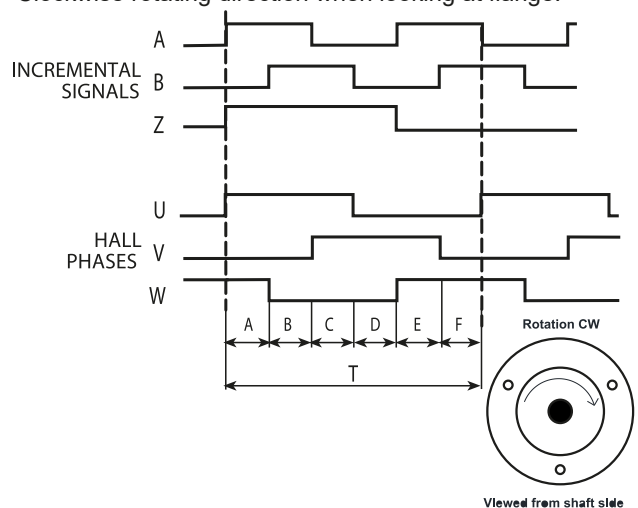 Clockwise rotating direction when looking at flange.
A
INCREMENTAL
SIGNALS
B
Z
U
HALL
PHASES
V
W
A B C D E F
T
Rotation CW
Viewed from shaft side